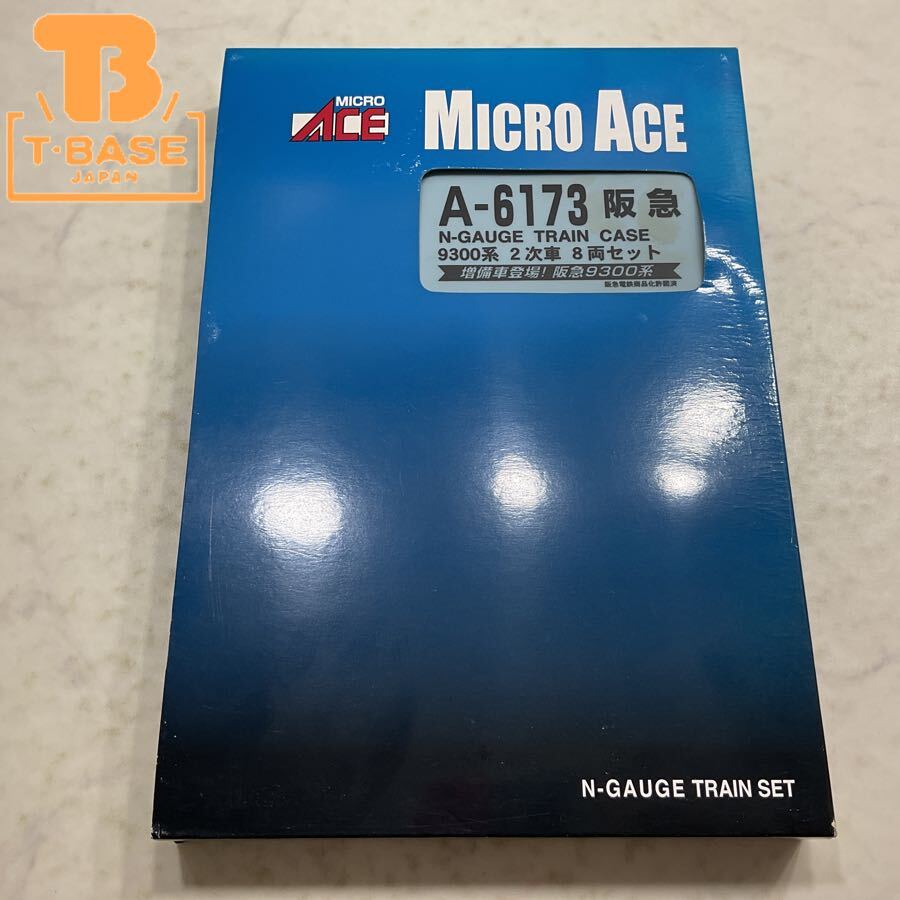 TB
T・BASE
JAPAN
MICRO
ACE
MICRO ACE
A-6173 阪急
N-GAUGE TRAIN CASE
9300系 2次車 8両セット
増備車登場！阪急9300系
阪急電鉄商品化許諾済
N-GAUGE TRAIN SET